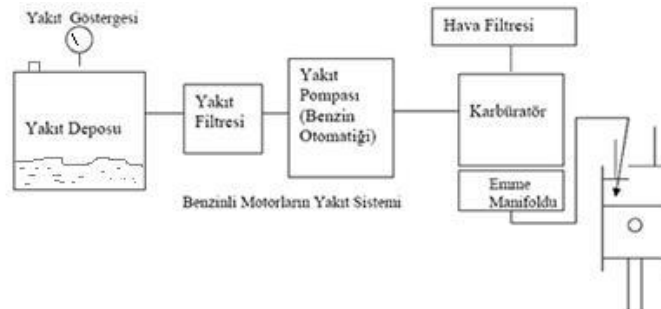 Yakıt Göstergesi
Hava Filtresi
Yakıt Deposu
Yakıt
Filtresi
Yakıt
Pompası
(Benzin
Otomatiği)
Karbüratör
Emme
Manifoldu
Benzinli Motorların Yakıt Sistemi